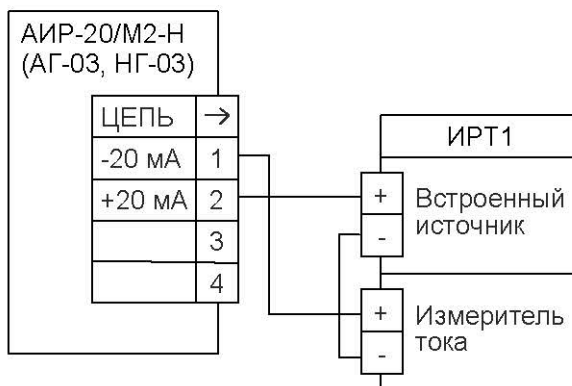 АИР-20/М2-Н
(АГ-03, НГ-03)
ЦЕПЬ →
-20 мА 1
+20 мА 2
3
4
ИРТ1
+ Встроенный
- источник
+ Измеритель
- тока